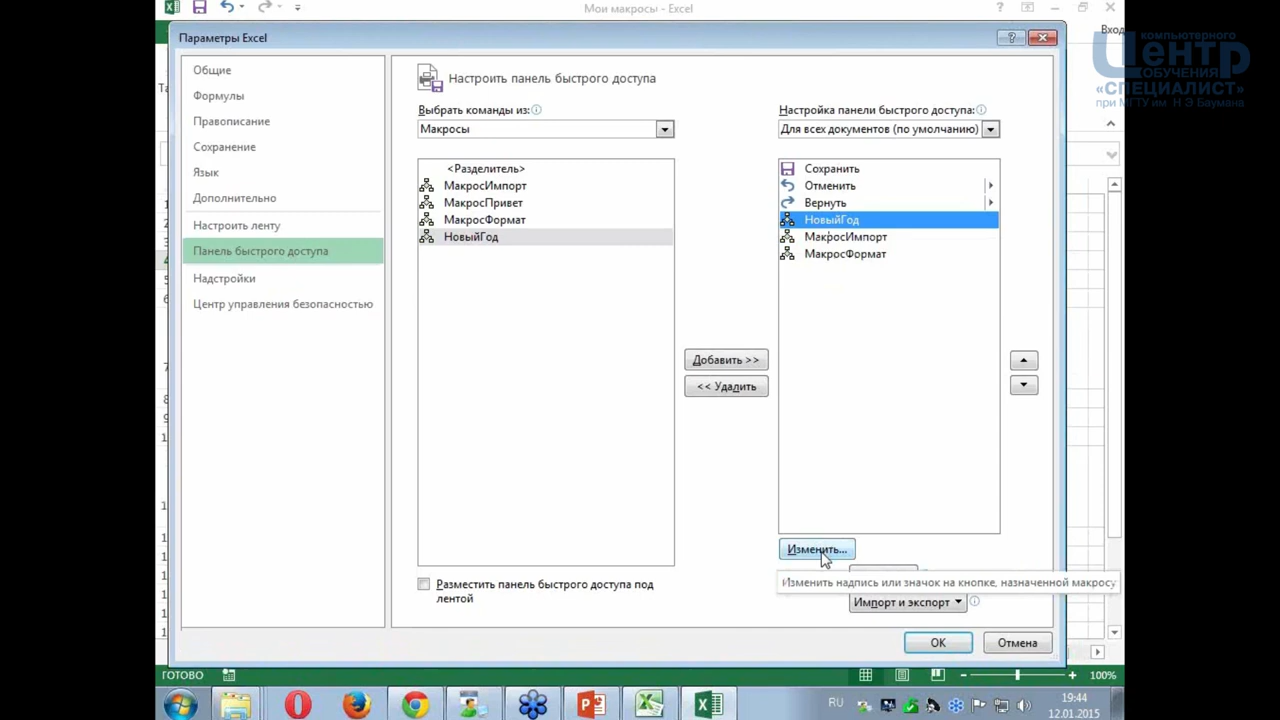 Мои макросы - Excel
Вход
компьютерного
Центр
ОБУЧЕНИЯ
«СПЕЦИАЛИСТ»
при МГТУ им. Н Э Баумана
Параметры Excel
Общие
Формулы
Правописание
Сохранение
Язык
Дополнительно
Настроить ленту
Панель быстрого доступа
Надстройки
Центр управления безопасностью
Настроить панель быстрого доступа
Выбрать команды из:
Макросы
<Разделитель>
МакросИмпорт
МакросПривет
МакросФормат
НовыйГод
Разместить панель быстрого доступа под
лентой
Добавить >>
<< Удалить
Настройка панели быстрого доступа:
Для всех документов (по умолчанию)
Сохранить
Отменить
Вернуть
НовыйГод
МакросИмпорт
МакросФормат
Изменить...
Изменить надпись или значок на кнопке, назначенной макросу
Импорт и экспорт
OK
Отмена
ГОТОВО
100%
RU
19:44
12.01.2015